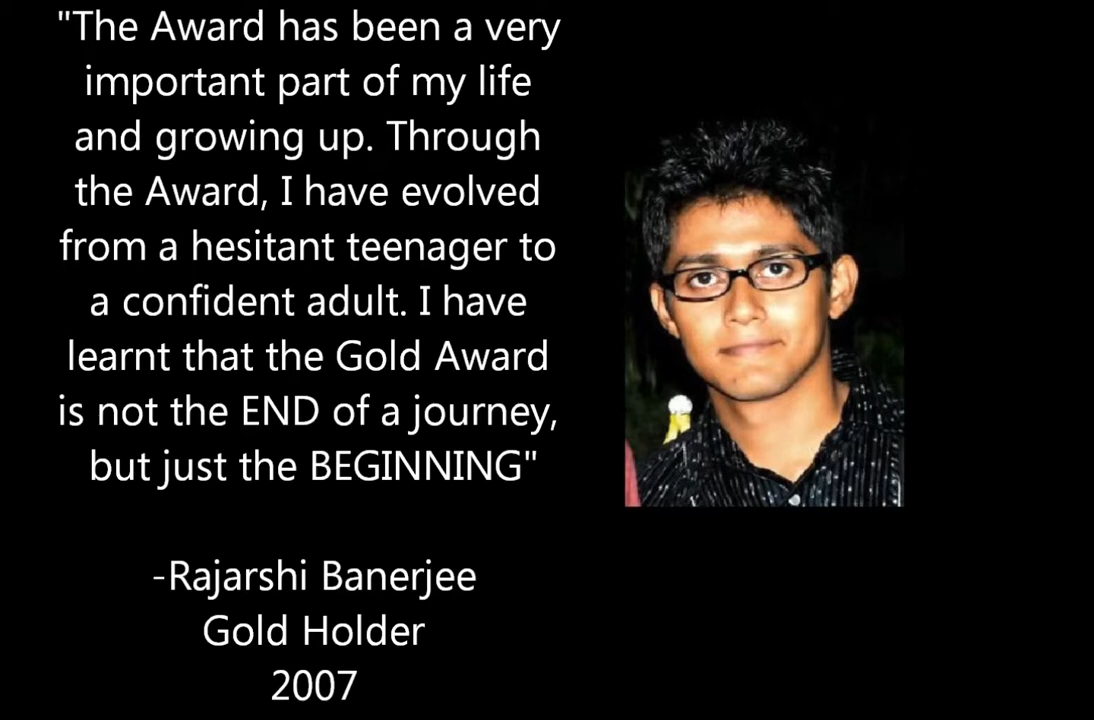 "The Award has been a very
important part of my life
and growing up. Through
the Award, I have evolved
from a hesitant teenager to
a confident adult. I have
learnt that the Gold Award
is not the END of a journey,
but just the BEGINNING"
-Rajarshi Banerjee
Gold Holder
2007